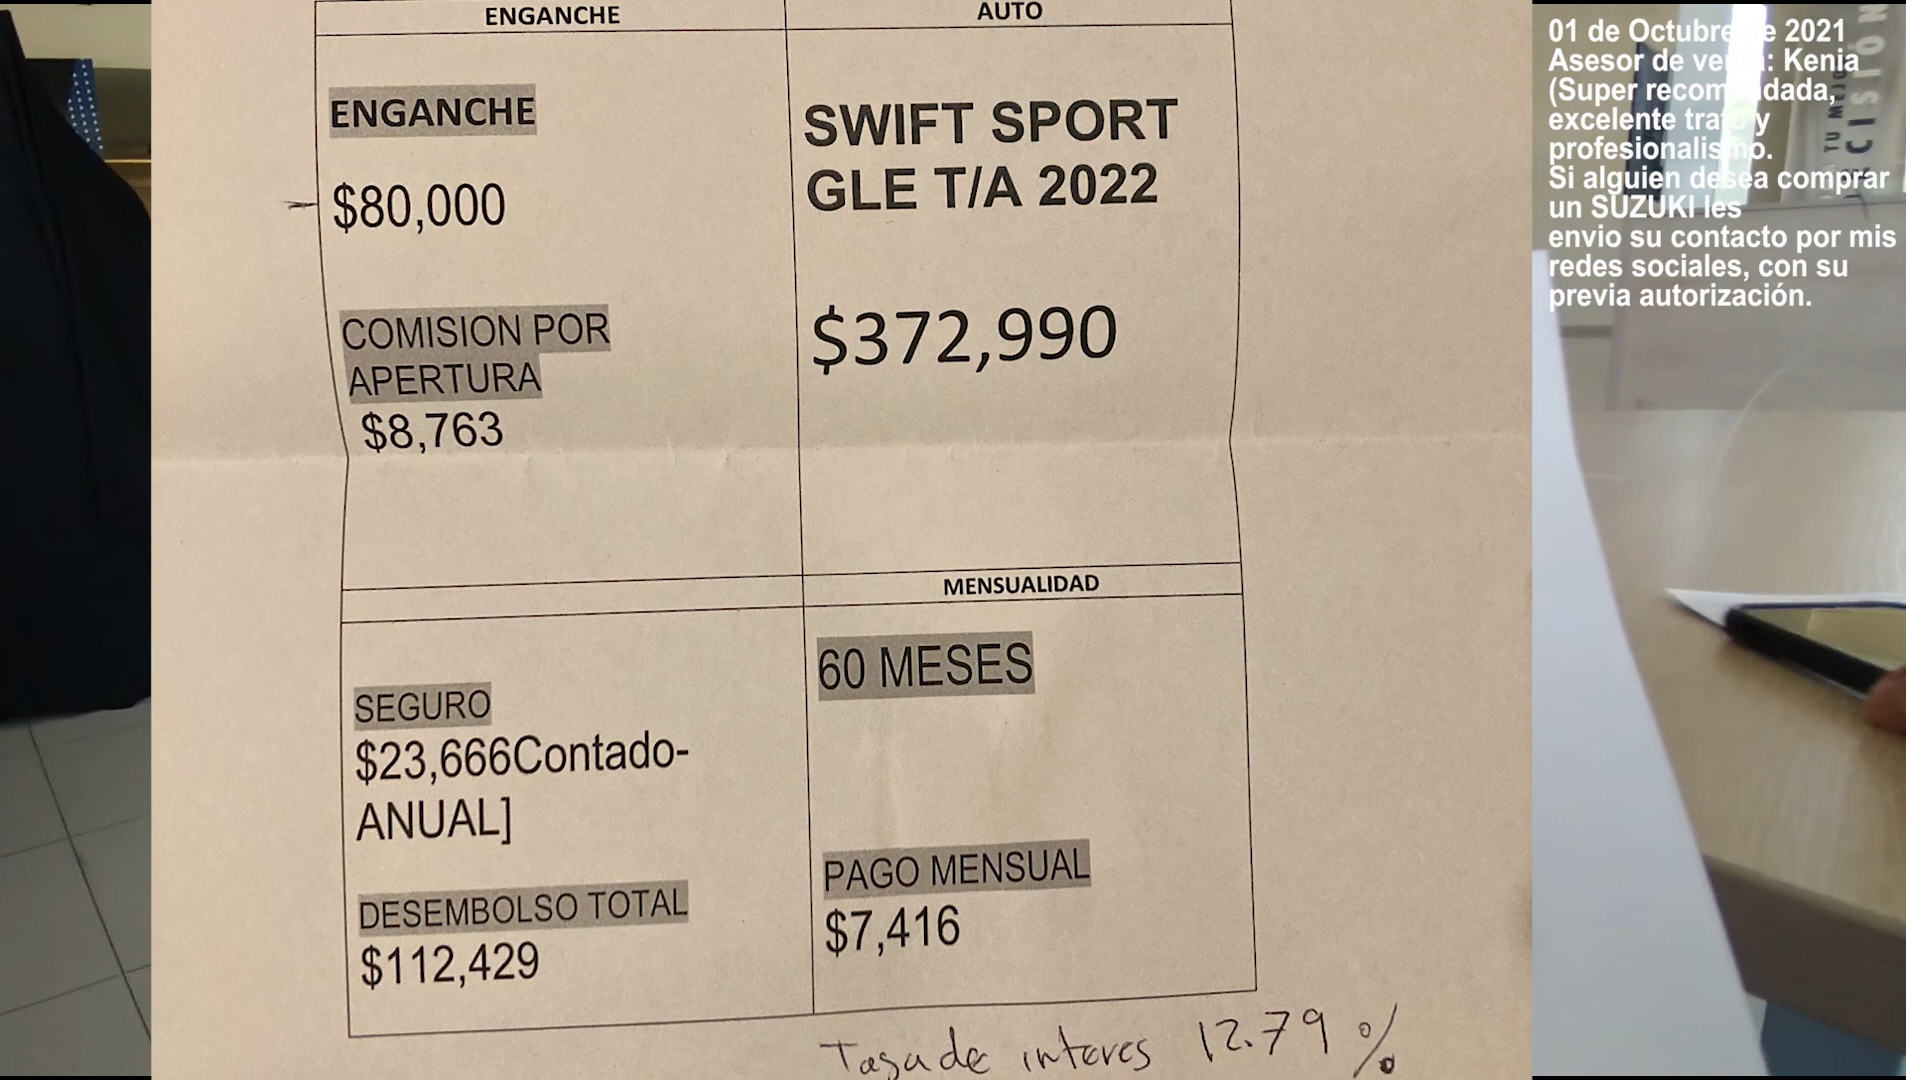 ENGANCHE
AUTO
ENGANCHE
$80,000
COMISION POR
APERTURA
$8,763
SWIFT SPORT
GLE T/A 2022
$372,990
MENSUALIDAD
SEGURO
$23,666Contado-
ANUAL]
DESEMBOLSO TOTAL
$112,429
60 MESES
PAGO MENSUAL
$7,416
Tasa de interes 12.79 %
01 de Octubre de 2021
Asesor de venta: Kenia
(Super recomendada,
excelente trato y
profesionalismo.
Si alguien desea comprar
un SUZUKI les
envio su contacto por mis
redes sociales, con su
previa autorización.
TU MEJOR